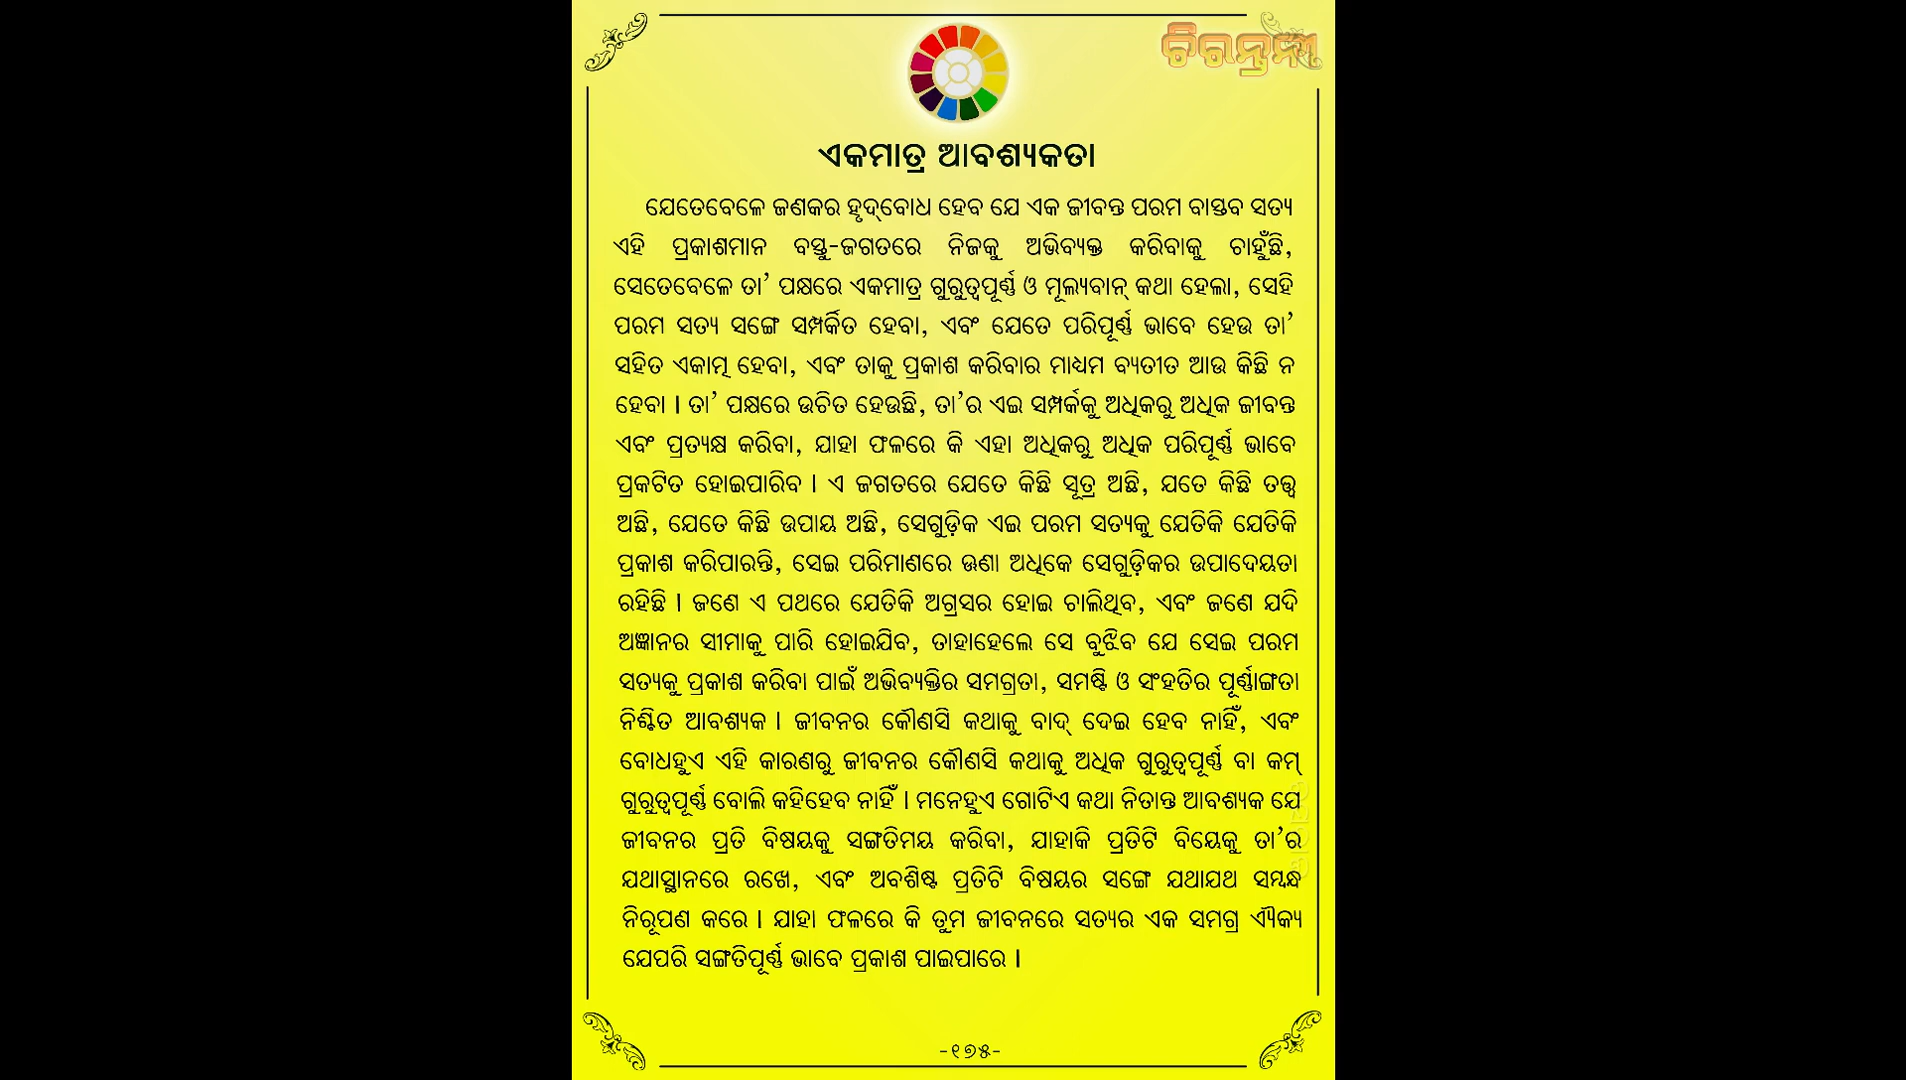 ଚିରନ୍ତନୀ
ଏକମାତ୍ର ଆବଶ୍ୟକତା
ଯେତେବେଳେ ଜଣକର ହୃଦ୍‌ବୋଧ ହେବ ଯେ ଏକ ଜୀବନ୍ତ ପରମ ବାସ୍ତବ ସତ୍ୟ
ଏହି ପ୍ରକାଶମାନ ବସ୍ତୁ-ଜଗତରେ ନିଜକୁ ଅଭିବ୍ୟକ୍ତ କରିବାକୁ ଚାହୁଁଛି,
ସେତେବେଳେ ତା’ ପକ୍ଷରେ ଏକମାତ୍ର ଗୁରୁତ୍ୱପୂର୍ଣ୍ଣ ଓ ମୂଲ୍ୟବାନ୍ କଥା ହେଲା, ସେହି
ପରମ ସତ୍ୟ ସଙ୍ଗେ ସମ୍ପର୍କିତ ହେବା, ଏବଂ ଯେତେ ପରିପୂର୍ଣ୍ଣ ଭାବେ ହେଉ ତା’
ସହିତ ଏକାତ୍ମ ହେବା, ଏବଂ ତାକୁ ପ୍ରକାଶ କରିବାର ମାଧ୍ୟମ ବ୍ୟତୀତ ଆଉ କିଛି ନ
ହେବା । ତା’ ପକ୍ଷରେ ଉଚିତ ହେଉଛି, ତା’ର ଏଇ ସମ୍ପର୍କକୁ ଅଧିକରୁ ଅଧିକ ଜୀବନ୍ତ
ଏବଂ ପ୍ରତ୍ୟକ୍ଷ କରିବା, ଯାହା ଫଳରେ କି ଏହା ଅଧିକରୁ ଅଧିକ ପରିପୂର୍ଣ୍ଣ ଭାବେ
ପ୍ରକଟିତ ହୋଇପାରିବ । ଏ ଜଗତରେ ଯେତେ କିଛି ସୂତ୍ର ଅଛି, ଯତେ କିଛି ତତ୍ତ୍ୱ
ଅଛି, ଯେତେ କିଛି ଉପାୟ ଅଛି, ସେଗୁଡ଼ିକ ଏଇ ପରମ ସତ୍ୟକୁ ଯେତିକି ଯେତିକି
ପ୍ରକାଶ କରିପାରନ୍ତି, ସେଇ ପରିମାଣରେ ଊଣା ଅଧିକେ ସେଗୁଡ଼ିକର ଉପାଦେୟତା
ରହିଛି । ଜଣେ ଏ ପଥରେ ଯେତିକି ଅଗ୍ରସର ହୋଇ ଚାଲିଥିବ, ଏବଂ ଜଣେ ଯଦି
ଅଜ୍ଞାନର ସୀମାକୁ ପାରି ହୋଇଯିବ, ତାହାହେଲେ ସେ ବୁଝିବ ଯେ ସେଇ ପରମ
ସତ୍ୟକୁ ପ୍ରକାଶ କରିବା ପାଇଁ ଅଭିବ୍ୟକ୍ତିର ସମଗ୍ରତା, ସମଷ୍ଟି ଓ ସଂହତିର ପୂର୍ଣ୍ଣାଙ୍ଗତା
ନିଶ୍ଚିତ ଆବଶ୍ୟକ । ଜୀବନର କୌଣସି କଥାକୁ ବାଦ୍ ଦେଇ ହେବ ନାହିଁ, ଏବଂ
ବୋଧହୁଏ ଏହି କାରଣରୁ ଜୀବନର କୌଣସି କଥାକୁ ଅଧିକ ଗୁରୁତ୍ୱପୂର୍ଣ୍ଣ ବା କମ୍
ଗୁରୁତ୍ୱପୂର୍ଣ୍ଣ ବୋଲି କହିହେବ ନାହିଁ । ମନେହୁଏ ଗୋଟିଏ କଥା ନିତାନ୍ତ ଆବଶ୍ୟକ ଯେ
ଜୀବନର ପ୍ରତି ବିଷୟକୁ ସଙ୍ଗତିମୟ କରିବା, ଯାହାକି ପ୍ରତିଟି ବିୟେକୁ ତା’ର
ଯଥାସ୍ଥାନରେ ରଖେ, ଏବଂ ଅବଶିଷ୍ଟ ପ୍ରତିଟି ବିଷୟର ସଙ୍ଗେ ଯଥାଯଥ ସମ୍ବନ୍ଧ
ନିରୂପଣ କରେ । ଯାହା ଫଳରେ କି ତୁମ ଜୀବନରେ ସତ୍ୟର ଏକ ସମଗ୍ର ଐକ୍ୟ
ଯେପରି ସଙ୍ଗତିପୂର୍ଣ୍ଣ ଭାବେ ପ୍ରକାଶ ପାଇପାରେ ।
-୧୭୫-